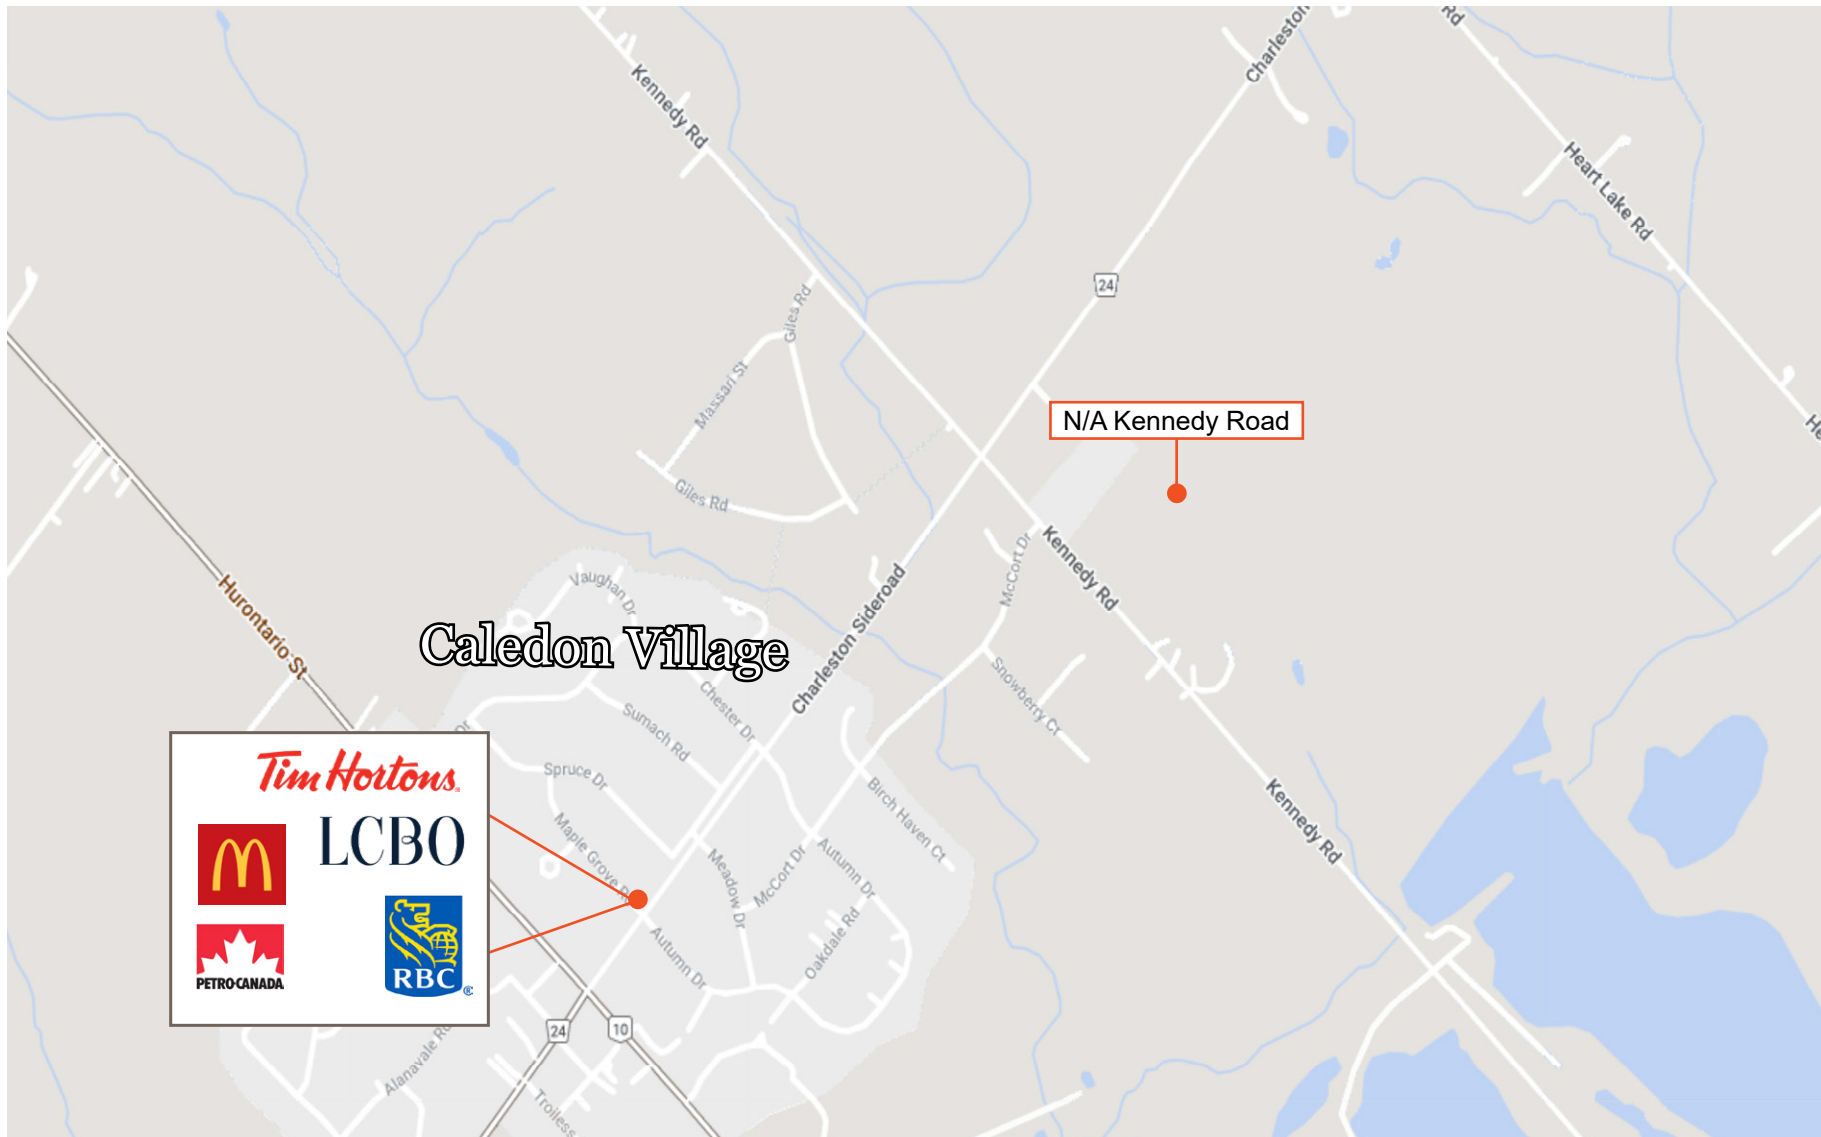 Rd
Charleston
Kennedy Rd
Heart Lake Rd
24
Giles Rd
Massari St
N/A Kennedy Road
Giles Rd
McCort Dr
Kennedy Rd
Vaughan Dr
Hurontario St
Caledon Village
Charleston Sideroad
Snowberry Ct
Chester Dr
Sumach Rd
Dr
Tim Hortons
Spruce Dr
Birch Haven Ct
Kennedy Rd
LCBO
Maple Grove Rd
Meadow Dr
McCort Dr
Autumn Dr
RBC
®
PETRO-CANADA
Autumn Dr
Oakdale Rd
24
10
Alanavale Rd